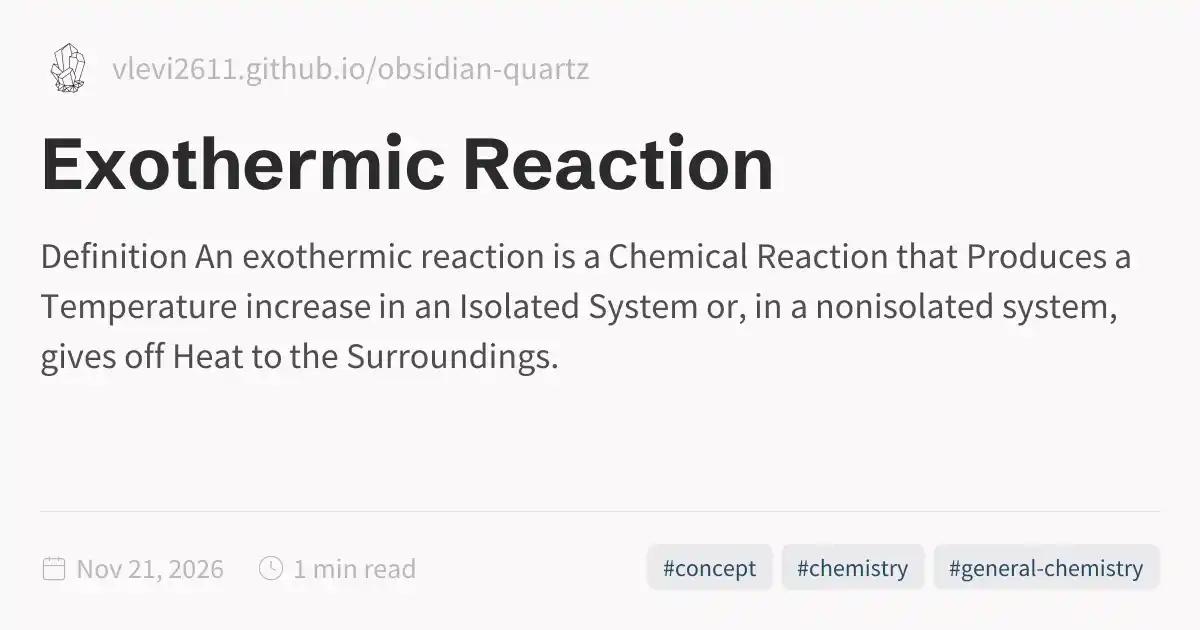 vlevi2611.github.io/obsidian-quartz
Exothermic Reaction
Definition An exothermic reaction is a Chemical Reaction that Produces a
Temperature increase in an Isolated System or, in a nonisolated system,
gives off Heat to the Surroundings.
Nov 21, 2026 1 min read #concept #chemistry #general-chemistry